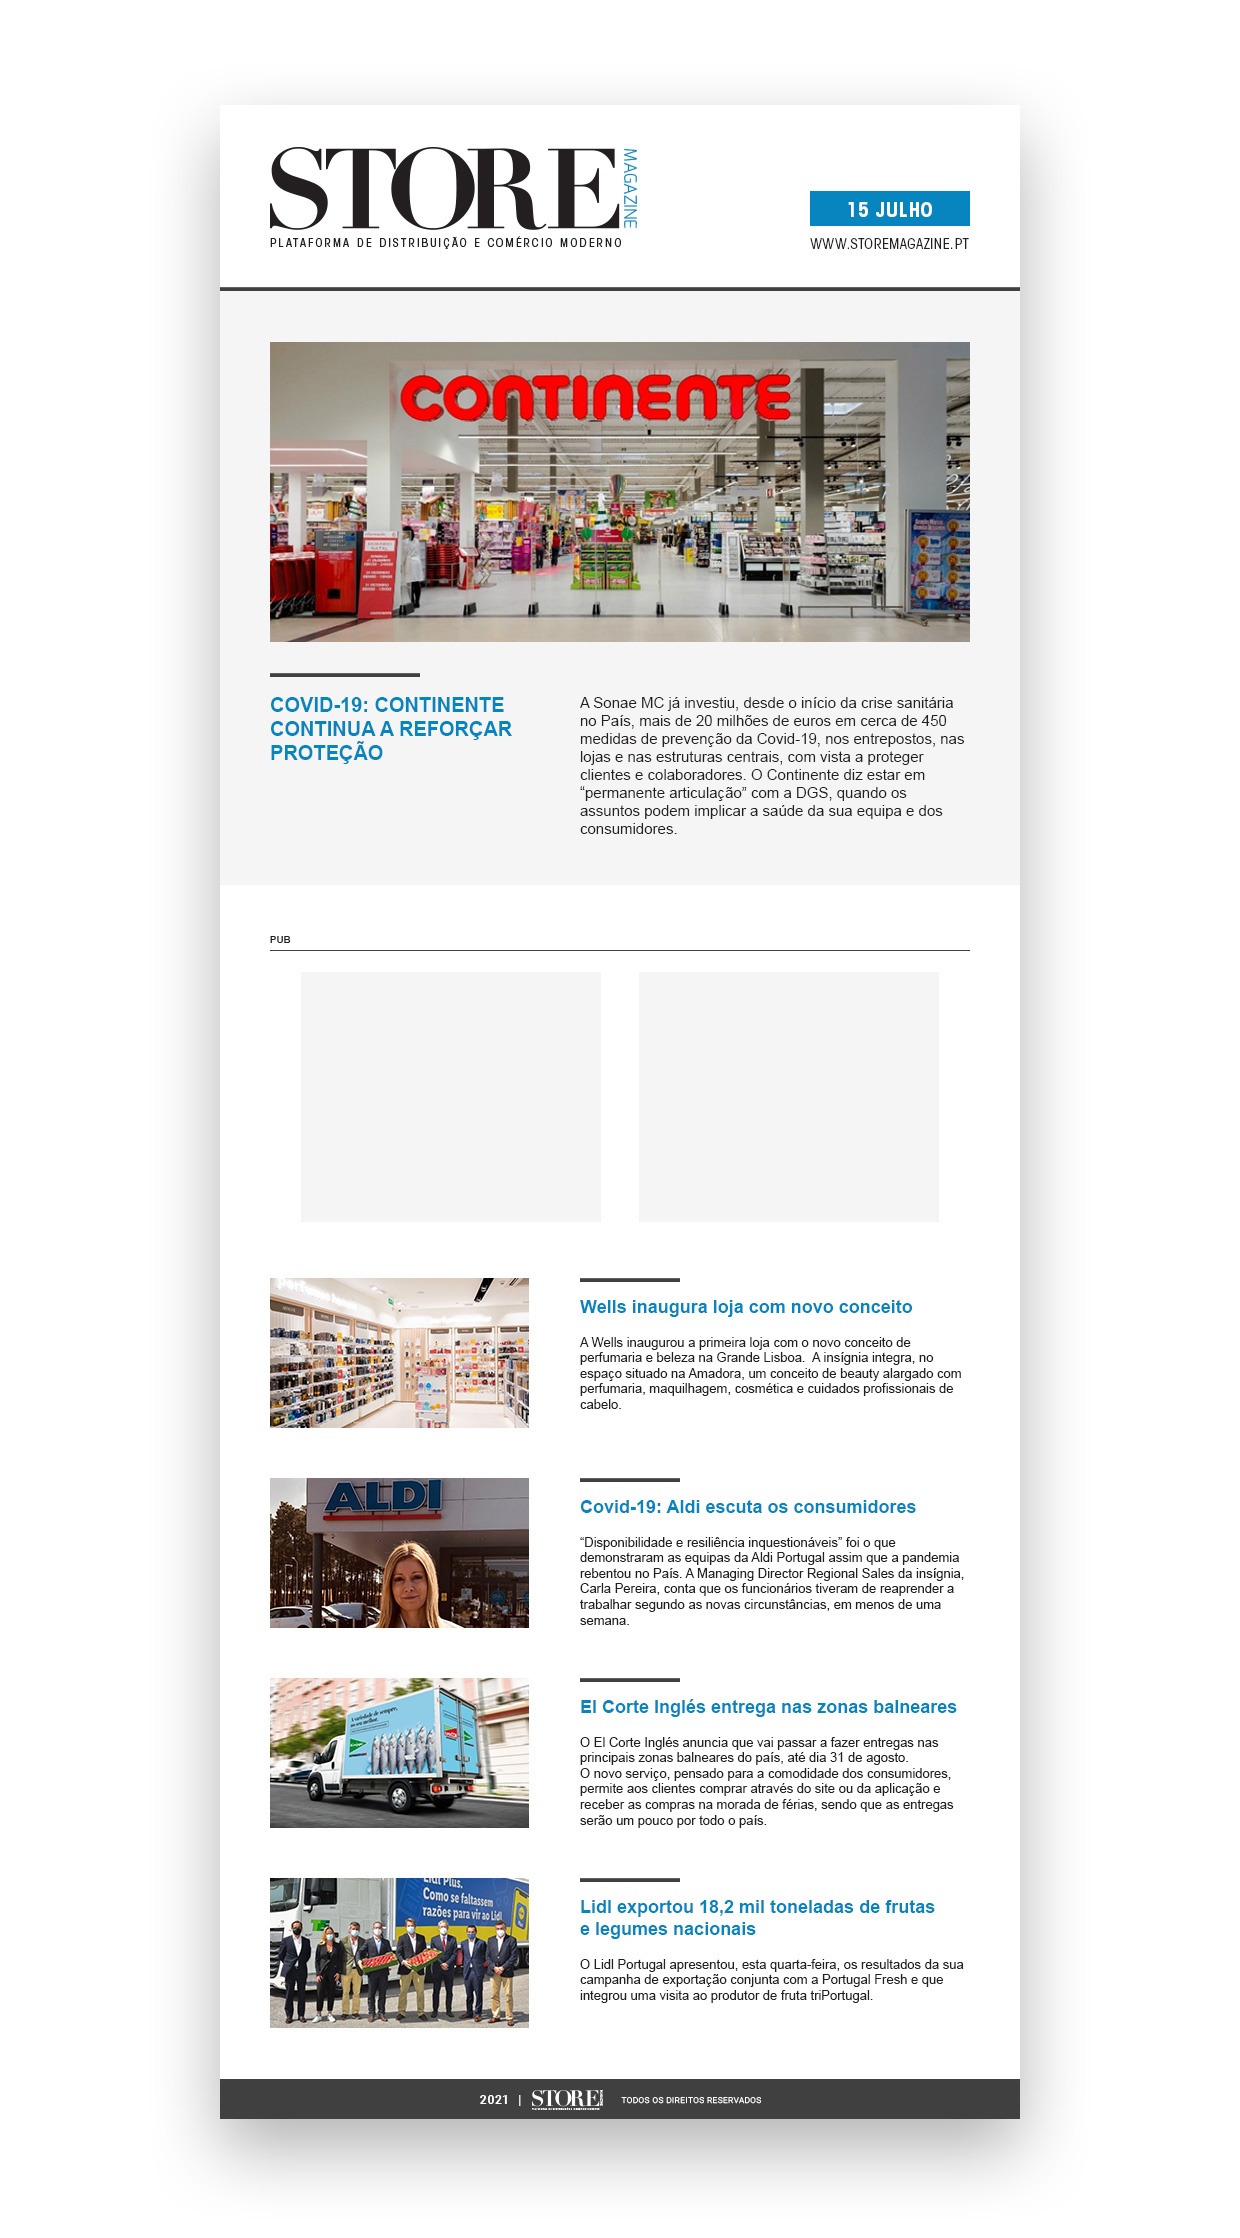 STORE
MAGAZINE
PLATAFORMA DE DISTRIBUIÇÃO E COMÉRCIO MODERNO
15 JULHO
WWW.STOREMAGAZINE.PT
CONTINENTE
COVID-19: CONTINENTE
CONTINUA A REFORÇAR
PROTEÇÃO
A Sonae MC já investiu, desde o início da crise sanitária
no País, mais de 20 milhões de euros em cerca de 450
medidas de prevenção da Covid-19, nos entrepostos, nas
lojas e nas estruturas centrais, com vista a proteger
clientes e colaboradores. O Continente diz estar em
“permanente articulação” com a DGS, quando os
assuntos podem implicar a saúde da sua equipa e dos
consumidores.
PUB
Wells inaugura loja com novo conceito
A Wells inaugurou a primeira loja com o novo conceito de
perfumaria e beleza na Grande Lisboa.  A insígnia integra, no
espaço situado na Amadora, um conceito de beauty alargado com
perfumaria, maquilhagem, cosmética e cuidados profissionais de
cabelo.
ALDI
Covid-19: Aldi escuta os consumidores
“Disponibilidade e resiliência inquestionáveis” foi o que
demonstraram as equipas da Aldi Portugal assim que a pandemia
rebentou no País. A Managing Director Regional Sales da insígnia,
Carla Pereira, conta que os funcionários tiveram de reaprender a
trabalhar segundo as novas circunstâncias, em menos de uma
semana.
A variedade de sempre,
no seu melhor.
El Corte Inglés entrega nas zonas balneares
O El Corte Inglés anuncia que vai passar a fazer entregas nas
principais zonas balneares do país, até dia 31 de agosto.
O novo serviço, pensado para a comodidade dos consumidores,
permite aos clientes comprar através do site ou da aplicação e
receber as compras na morada de férias, sendo que as entregas
serão um pouco por todo o país.
Lidl Plus.
Como se faltassem
razões para vir ao Lidl
Lidl exportou 18,2 mil toneladas de frutas
e legumes nacionais
O Lidl Portugal apresentou, esta quarta-feira, os resultados da sua
campanha de exportação conjunta com a Portugal Fresh e que
integrou uma visita ao produtor de fruta triPortugal.
2021 | STORE TODOS OS DIREITOS RESERVADOS